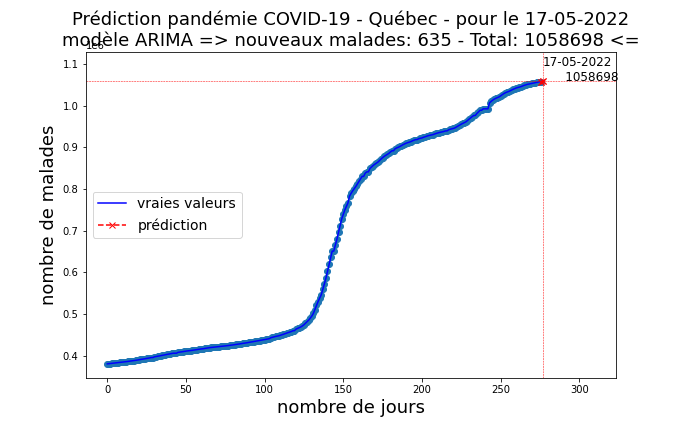 Prédiction pandémie COVID-19 - Québec - pour le 17-05-2022
modèle ARIMA => nouveaux malades: 635 - Total: 1058698 <=
1e6
17-05-2022
1058698
1.1
1.0
0.9
0.8
0.7
0.6
0.5
0.4
nombre de malades
vraies valeurs
prédiction
0 50 100 150 200 250 300
nombre de jours